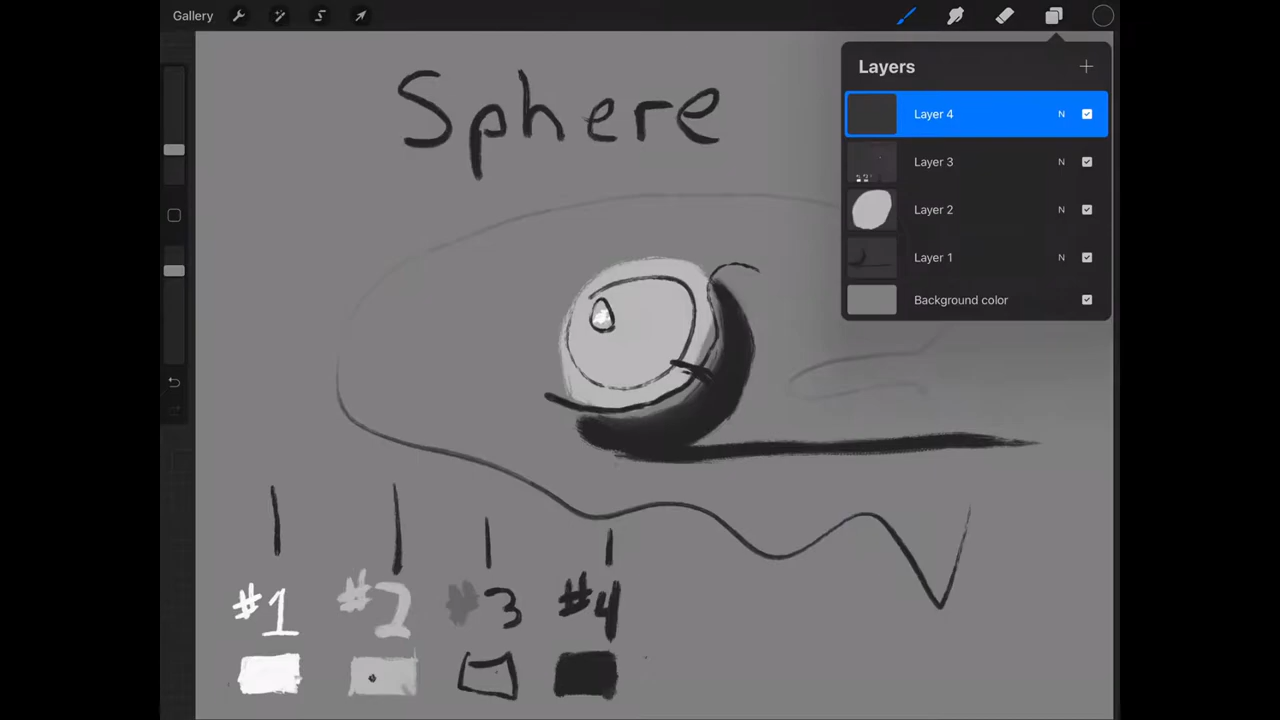 Gallery
Layers
Sphere
Layer 4 N
Layer 3 N
Layer 2 N
Layer 1 N
Background color
#1 #2 #3 #4